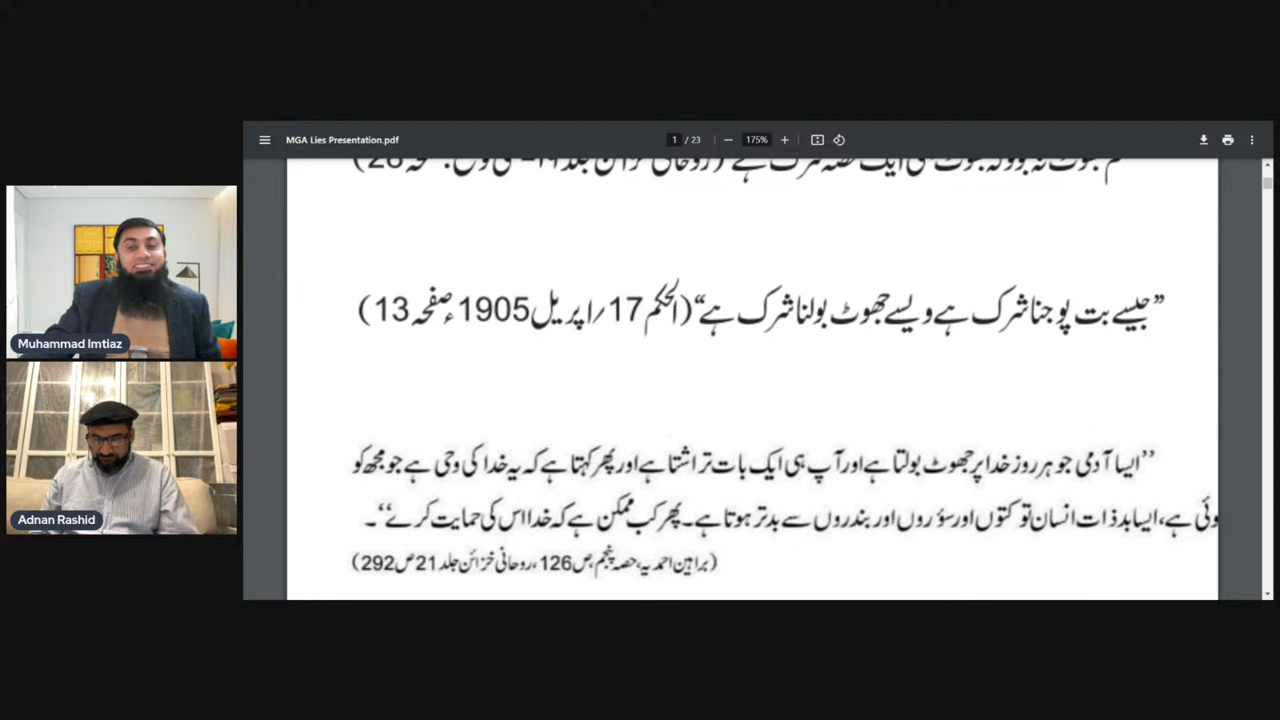 MGA Lies Presentation.pdf
1 / 23
175%
”جیسے بت پوجنا شرک ہے ویسے جھوٹ بولنا شرک ہے“ (الحکم 17/اپریل 1905ء صفحہ 13)
’’ایسا آدمی جو ہر روز خدا پر جھوٹ بولتا ہے اور آپ ہی ایک بات تراشتا ہے اور پھر کہتا ہے کہ یہ خدا کی وحی ہے جو مجھ کو
ہوئی ہے، ایسا بد ذات انسان تو کتوں اور سؤروں اور بندروں سے بدتر ہوتا ہے۔ پھر کب ممکن ہے کہ خدا اس کی حمایت کرے‘‘۔
(براہین احمدیہ، حصہ پنجم، ص 126، روحانی خزائن جلد 21 ص 292)
Muhammad Imtiaz
Adnan Rashid